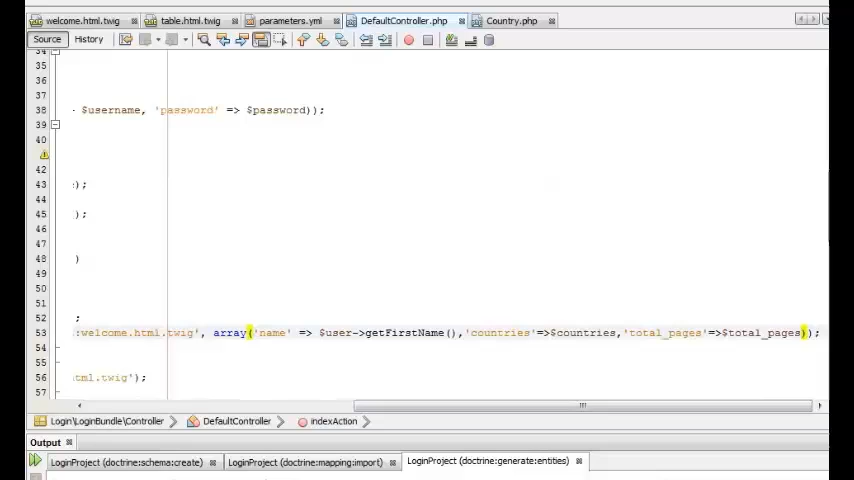 welcome.html.twig table.html.twig parameters.yml DefaultController.php Country.php
Source History
34
35
36
37
38 $username, 'password' => $password));
39
40
42
43 );
44
45 );
46
47
48 )
49
50
51
52 ;
53 :welcome.html.twig', array('name' => $user->getFirstName(),'countries'=>$countries,'total_pages'=>$total_pages));
54
55
56 tml.twig');
57
Login\LoginBundle\Controller DefaultController indexAction
Output
LoginProject (doctrine:schema:create) LoginProject (doctrine:mapping:import) LoginProject (doctrine:generate:entities)